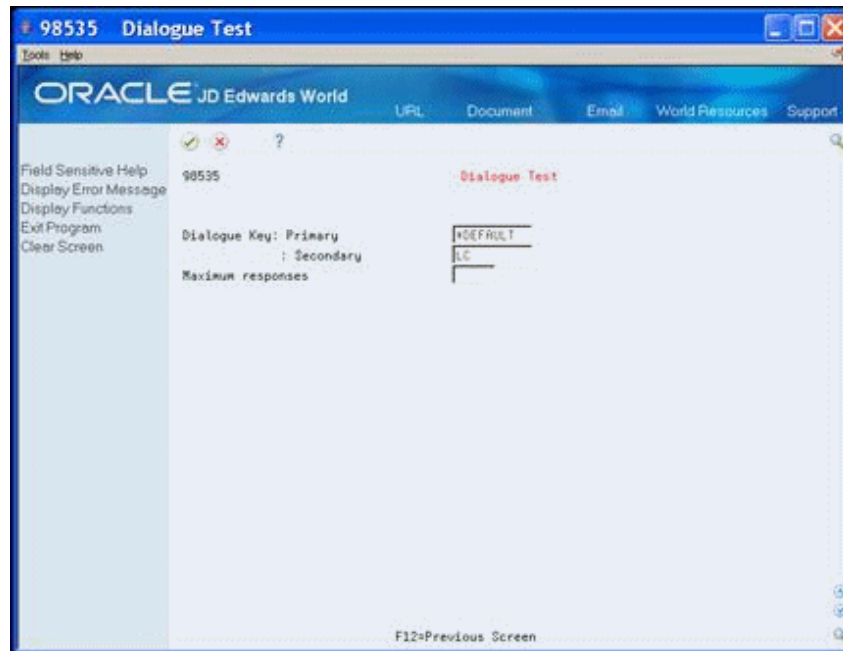 98535 Dialogue Test
Tools Help
ORACLE JD Edwards World
URL Document Email World Resources Support
?
Field Sensitive Help
Display Error Message
Display Functions
Exit Program
Clear Screen
98535 Dialogue Test
Dialogue Key: Primary *DEFAULT
: Secondary LC
Maximum responses
F12=Previous Screen